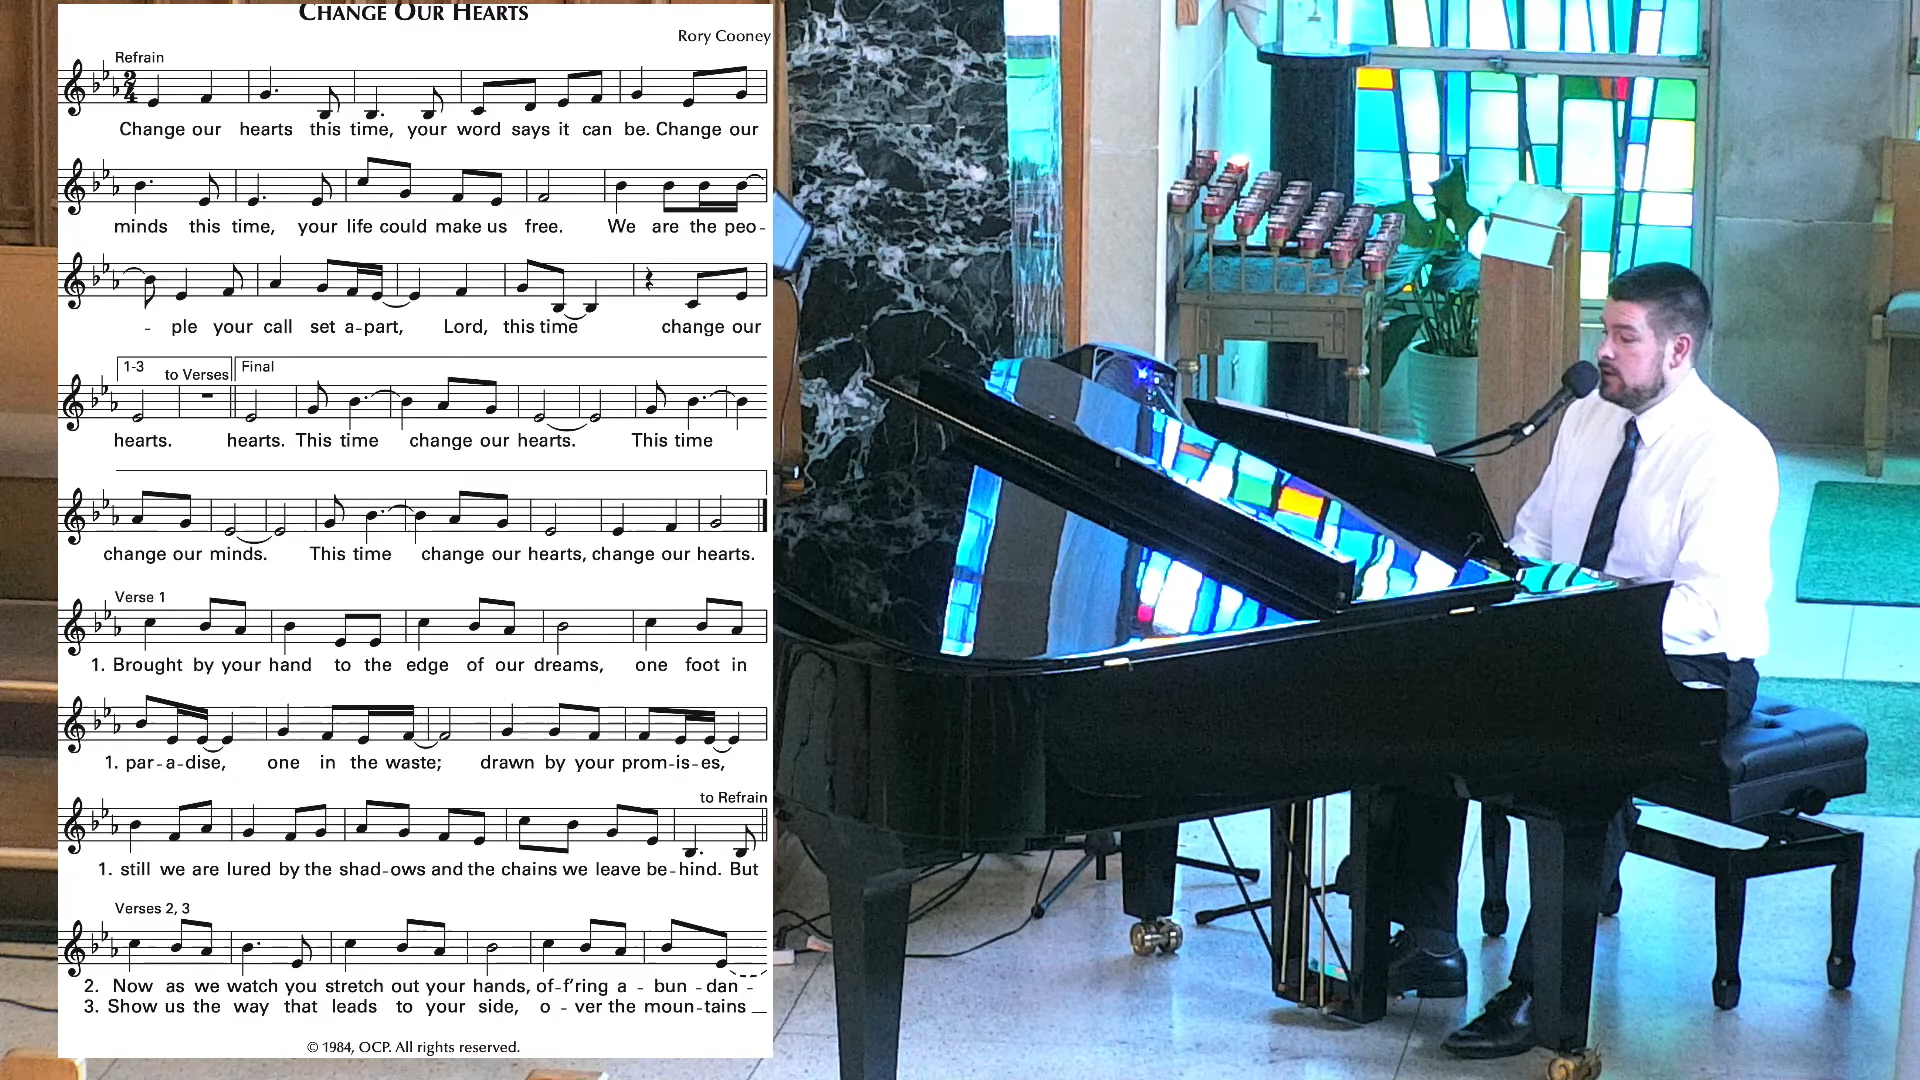 CHANGE OUR HEARTS
Rory Cooney
Refrain
2
4
Change our hearts this time, your word says it can be. Change our
minds this time, your life could make us free. We are the peo-
- ple your call set a-part, Lord, this time change our
1-3 to Verses Final
hearts. hearts. This time change our hearts. This time
change our minds. This time change our hearts, change our hearts.
Verse 1
1. Brought by your hand to the edge of our dreams, one foot in
1. par-a-dise, one in the waste; drawn by your prom-is-es,
to Refrain
1. still we are lured by the shad-ows and the chains we leave be-hind. But
Verses 2, 3
2. Now as we watch you stretch out your hands, of-f'ring a - bun - dan -
3. Show us the way that leads to your side, o - ver the moun-tains _
© 1984, OCP. All rights reserved.